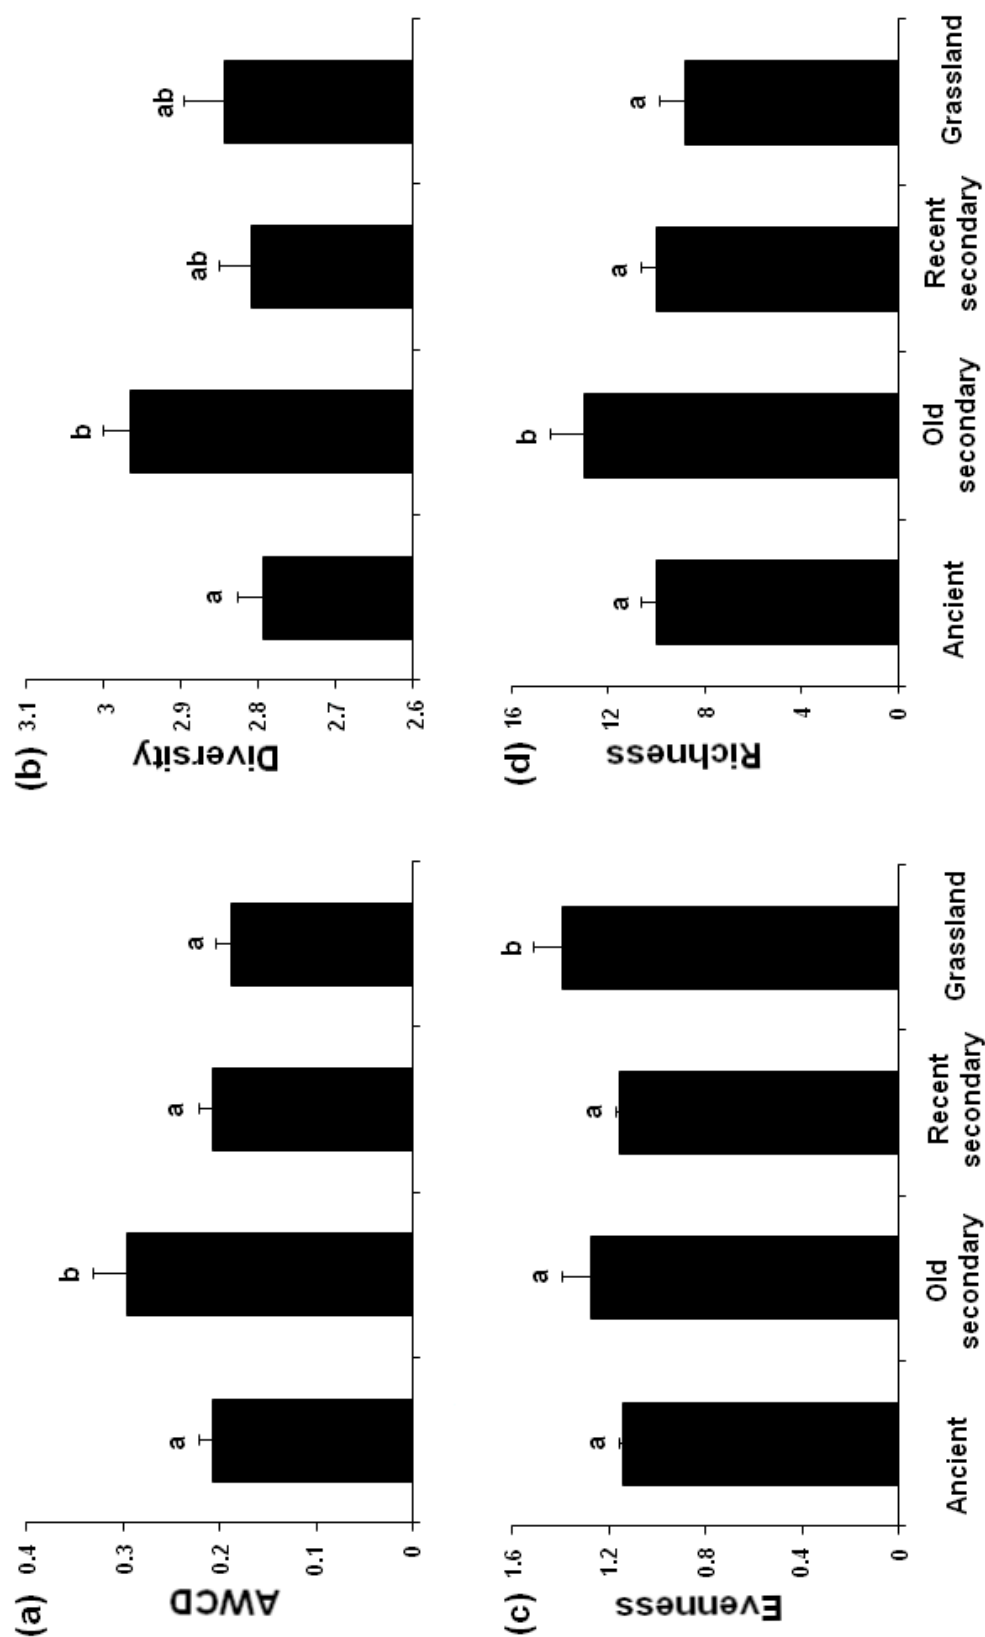 (a)
AWCD
0.4
0.3
0.2
0.1
0
a
b
a
a
(b)
Diversity
3.1
3
2.9
2.8
2.7
2.6
a
b
ab
ab
(c)
Evenness
1.6
1.2
0.8
0.4
0
a
a
a
b
Ancient
Old
secondary
Recent
secondary
Grassland
(d)
Richness
16
12
8
4
0
a
b
a
a
Ancient
Old
secondary
Recent
secondary
Grassland